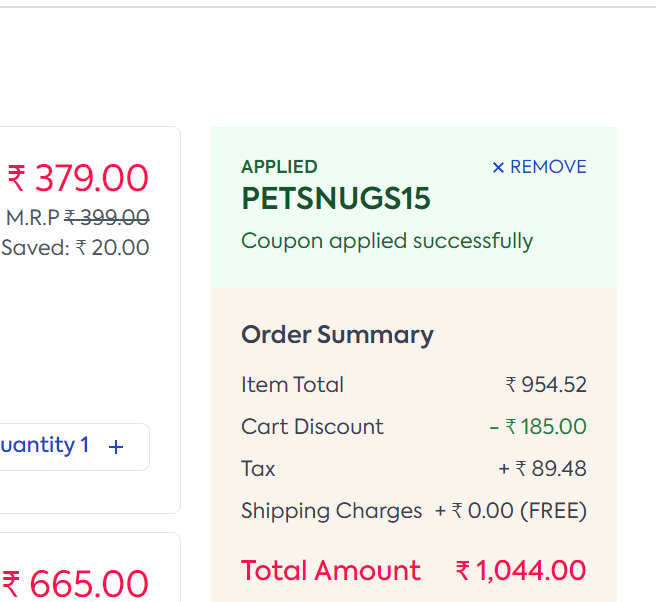 ₹ 379.00
M.R.P ₹ 399.00
Saved: ₹ 20.00
uantity 1 +
₹ 665.00
APPLIED
× REMOVE
PETSNUGS15
Coupon applied successfully
Order Summary
Item Total ₹ 954.52
Cart Discount - ₹ 185.00
Tax + ₹ 89.48
Shipping Charges + ₹ 0.00 (FREE)
Total Amount ₹ 1,044.00